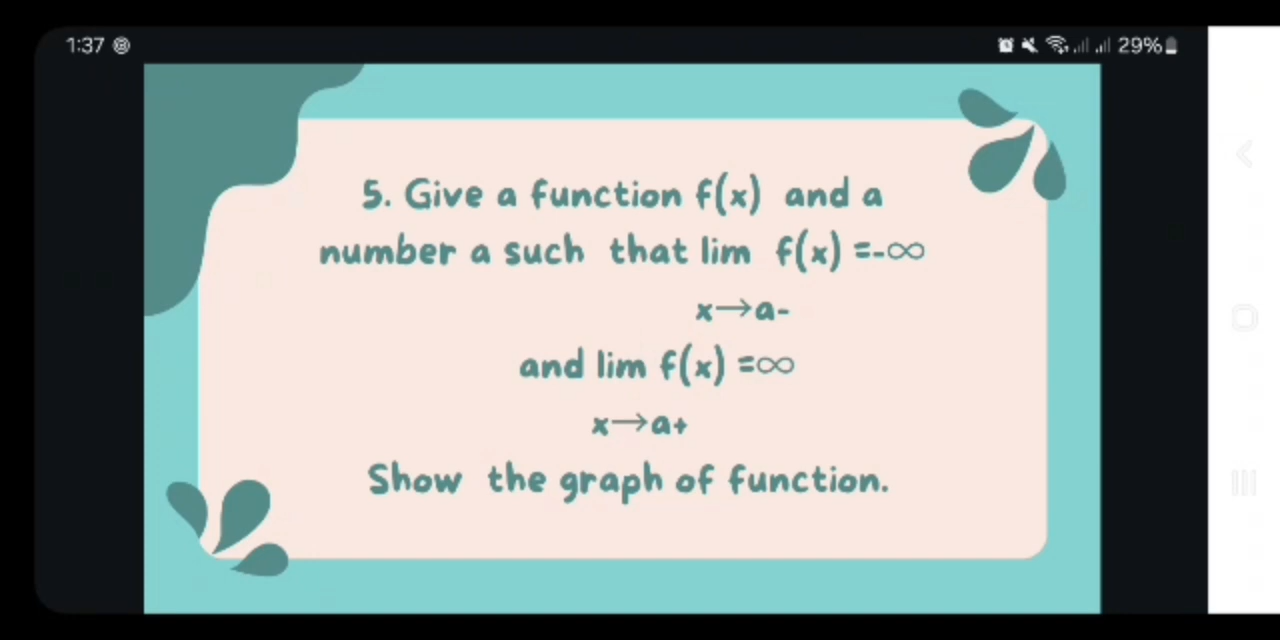 1:37 29%
5. Give a function f(x) and a
number a such that lim f(x) =-∞
x→a-
and lim f(x) =∞
x→a+
Show the graph of function.